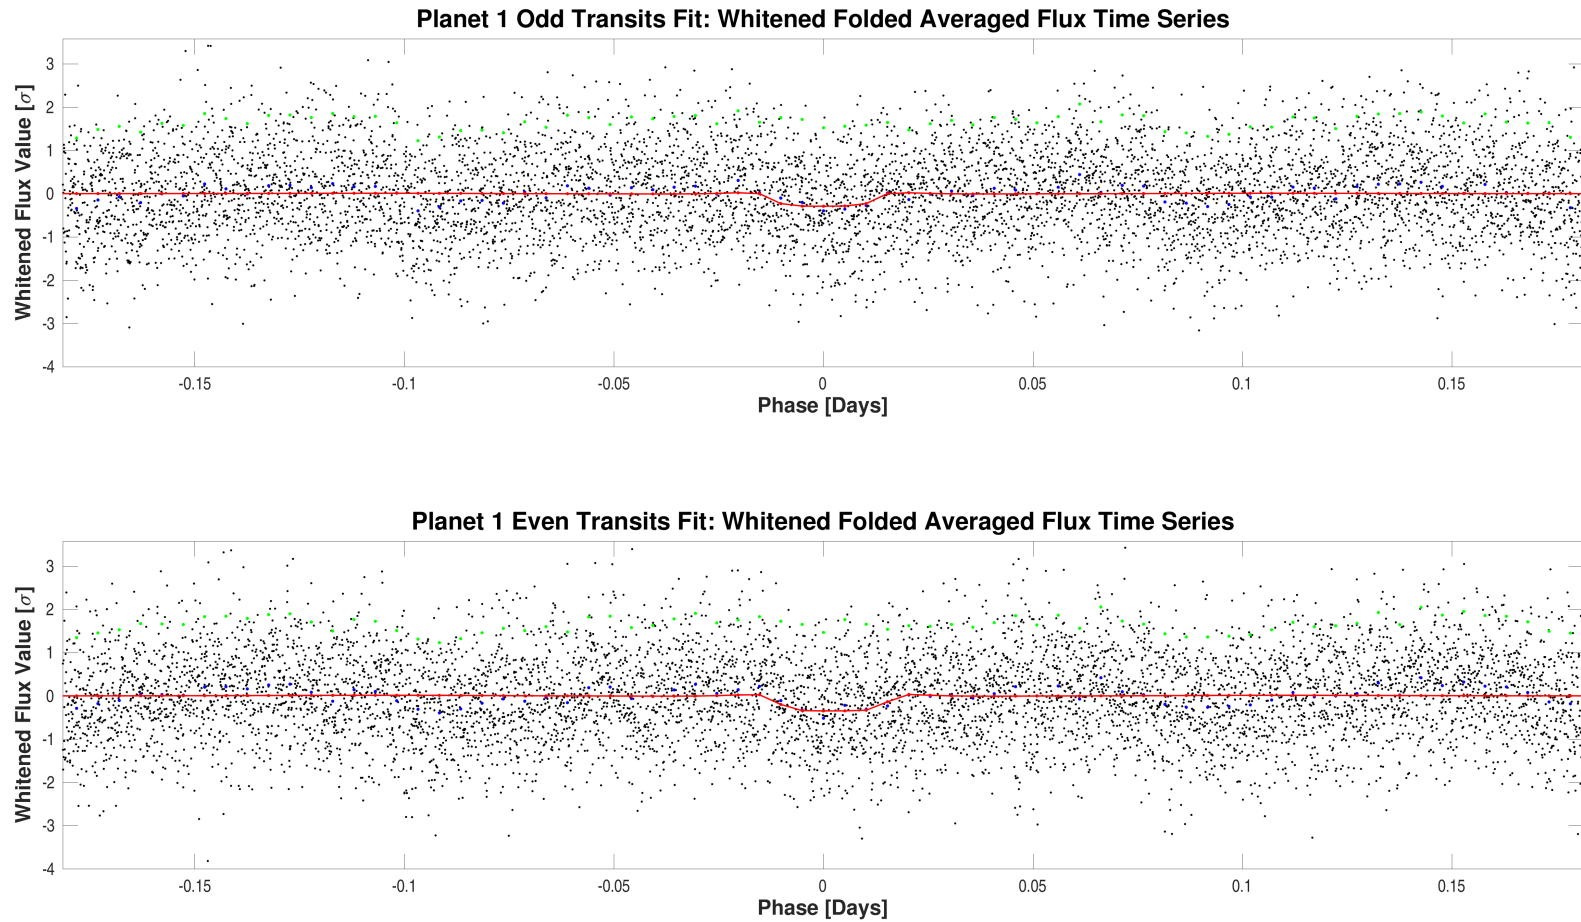 Planet 1 Odd Transits Fit: Whitened Folded Averaged Flux Time Series
Whitened Flux Value [σ]
3
2
1
0
-1
-2
-3
-4
-0.15 -0.1 -0.05 0 0.05 0.1 0.15
Phase [Days]
Planet 1 Even Transits Fit: Whitened Folded Averaged Flux Time Series
Whitened Flux Value [σ]
3
2
1
0
-1
-2
-3
-4
-0.15 -0.1 -0.05 0 0.05 0.1 0.15
Phase [Days]